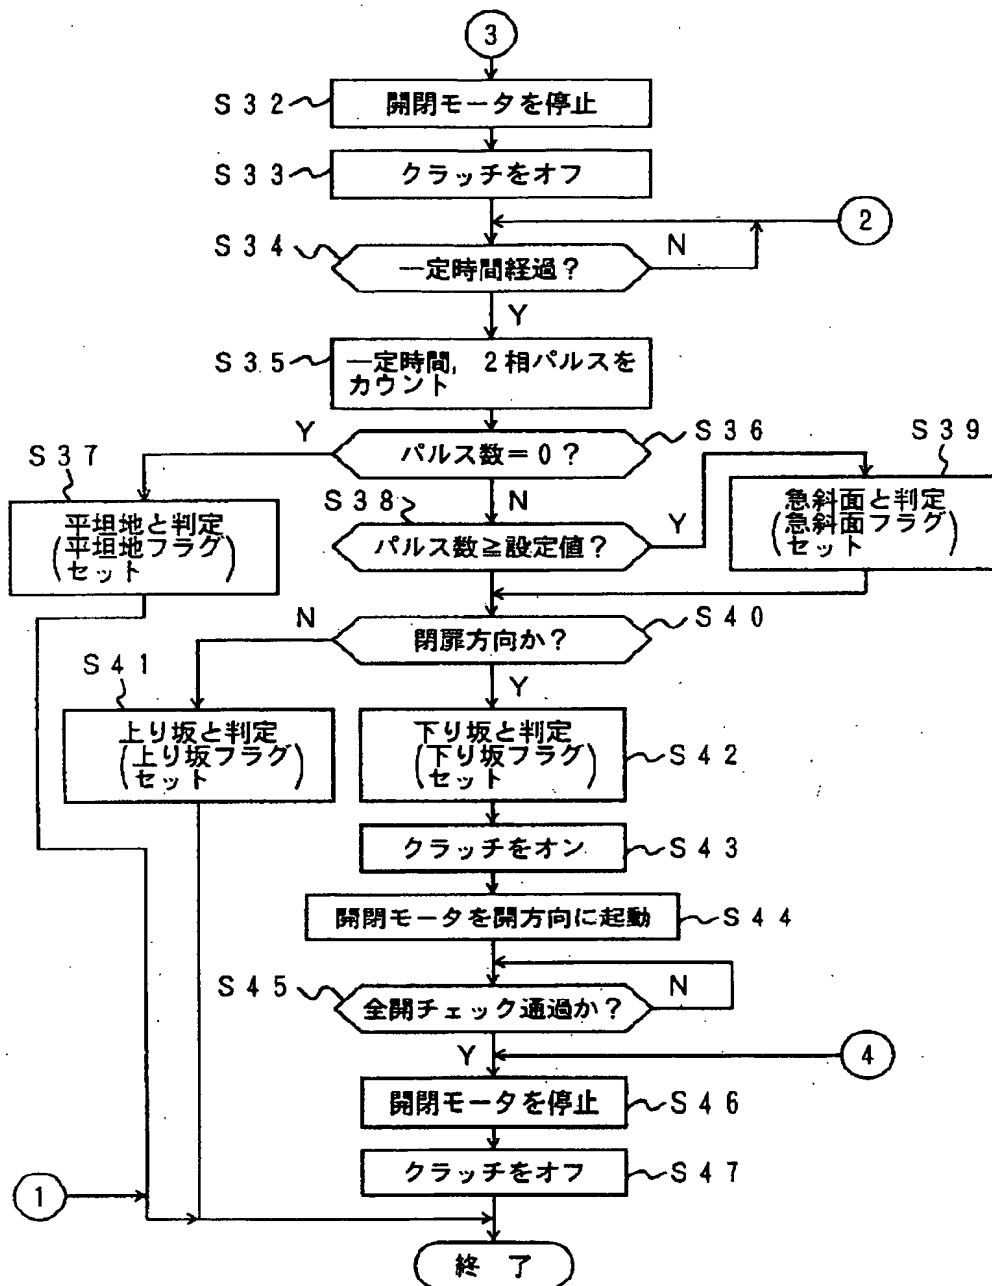 3
S32
開閉モータを停止
S33
クラッチをオフ
2
S34
一定時間経過?
N
Y
S35
一定時間, 2相パルスを
カウント
Y
パルス数=0?
S36
S39
S37
S38
N
平坦地と判定
(平坦地フラグ)
セット
パルス数≧設定値?
Y
急斜面と判定
(急斜面フラグ)
セット
N
閉扉方向か?
S40
S41
Y
上り坂と判定
(上り坂フラグ)
セット
下り坂と判定
(下り坂フラグ)
セット
S42
クラッチをオン
S43
開閉モータを開方向に起動
S44
S45
全開チェック通過か?
N
Y
4
開閉モータを停止
S46
クラッチをオフ
S47
1
終 了